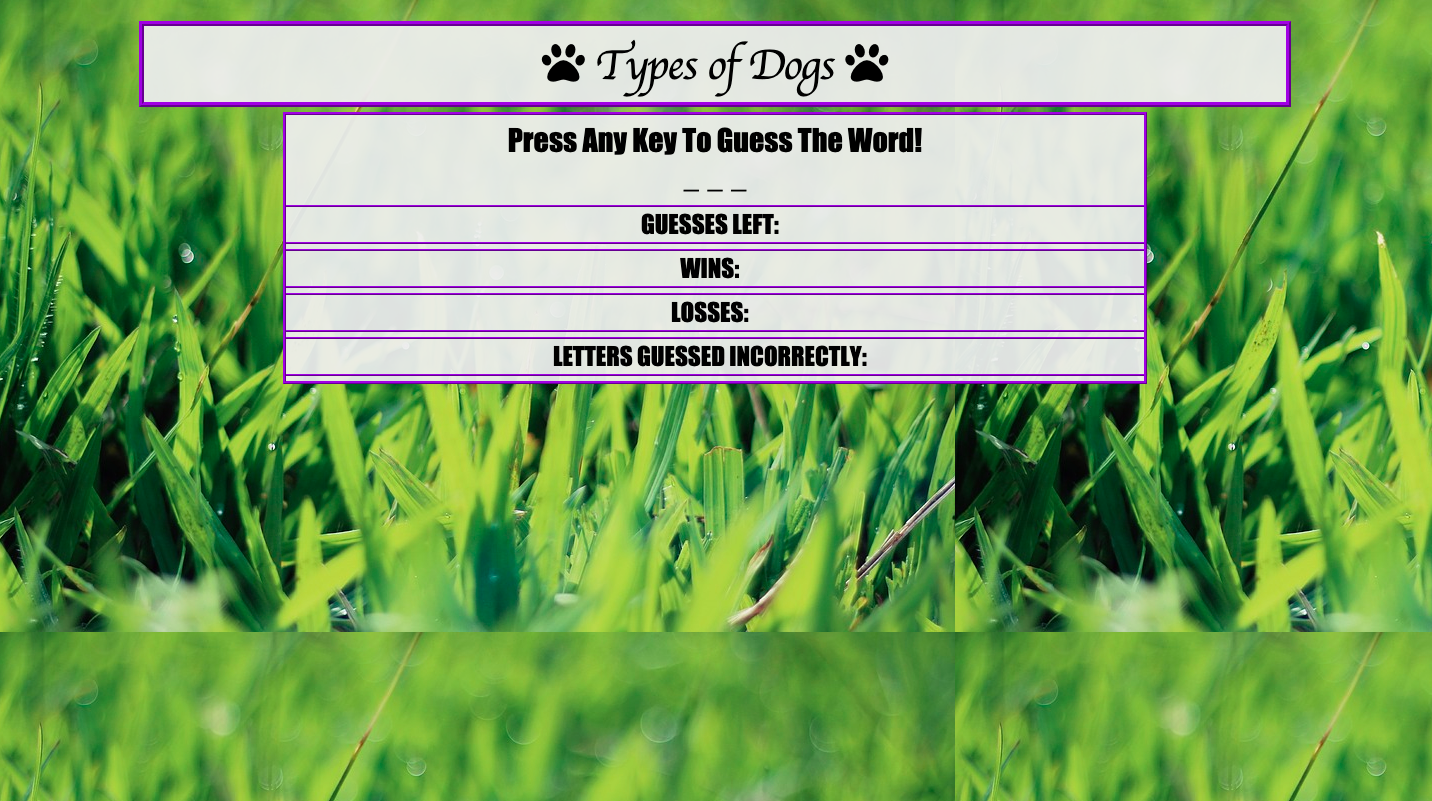 Types of Dogs
Press Any Key To Guess The Word!
_ _ _
GUESSES LEFT:
WINS:
LOSSES:
LETTERS GUESSED INCORRECTLY: